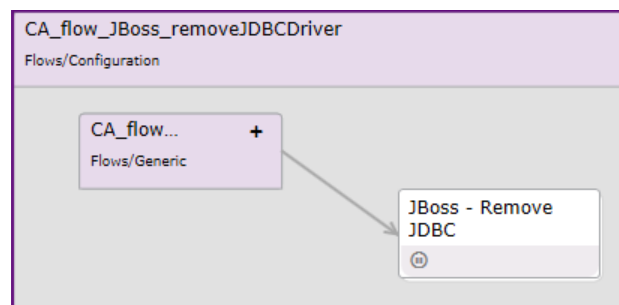 CA_flow_JBoss_removeJDBCDriver
Flows/Configuration
CA_flow... +
Flows/Generic
JBoss - Remove
JDBC